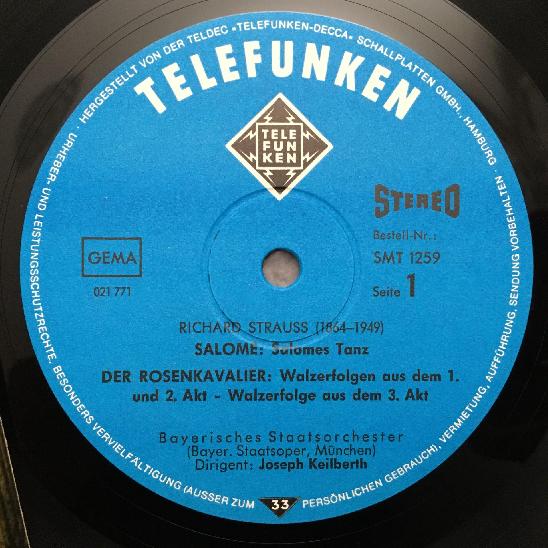 HERGESTELLT VON DER TELDEC »TELEFUNKEN-DECCA« SCHALLPLATTEN GMBH., HAMBURG · URHEBER- UND LEISTUNGSSCHUTZRECHTE, BESONDERS VERVIELFÄLTIGUNG (AUSSER ZUM PERSÖNLICHEN GEBRAUCH), VERMIETUNG, AUFFÜHRUNG, SENDUNG VORBEHALTEN ·
TELEFUNKEN
TELE
FUN
KEN
STEREO
Bestell-Nr.:
GEMA
SMT 1259
021 771
Seite 1
RICHARD STRAUSS (1864–1949)
SALOME: Salomes Tanz
DER ROSENKAVALIER: Walzerfolgen aus dem 1.
und 2. Akt – Walzerfolge aus dem 3. Akt
Bayerisches Staatsorchester
(Bayer. Staatsoper, München)
Dirigent: Joseph Keilberth
33